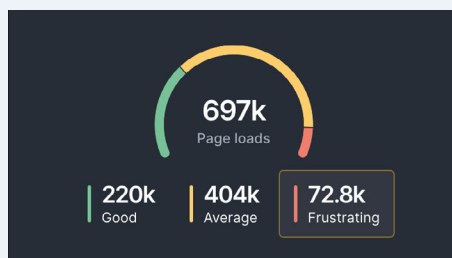 697k
Page loads
220k
Good
404k
Average
72.8k
Frustrating